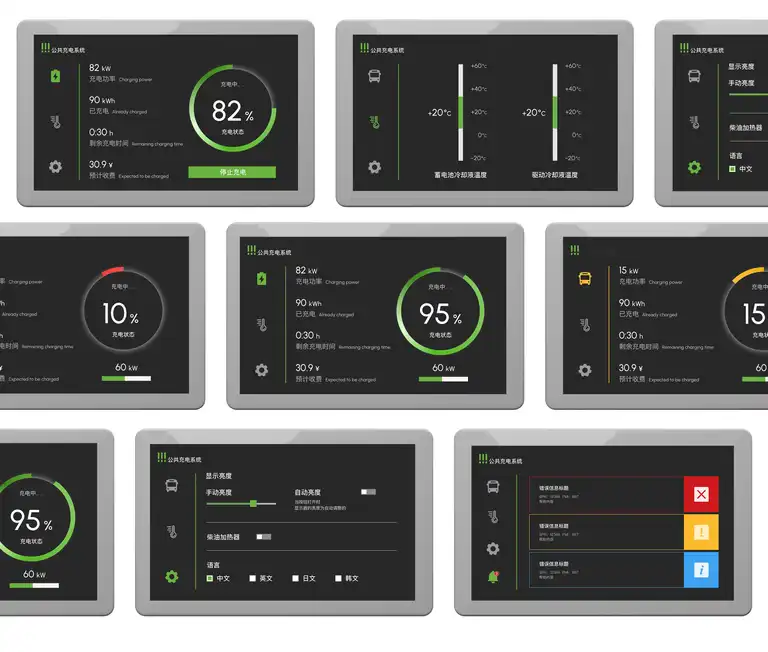 公共充电系统
82 kW
充电功率 Charging power
90 kWh
已充电 Already charged
0:30 h
剩余充电时间 Remaining charging time
30.9 ¥
预计收费 Expected to be charged
充电中...
82 %
充电状态
停止充电
公共充电系统
+20°c
+60°c
+40°c
+20°c
0°c
-20°c
蓄电池冷却液温度
+20°c
+60°c
+40°c
+20°c
0°c
-20°c
驱动冷却液温度
公共充电系统
显示亮度
手动亮度
柴油加热器
语言
中文
率 Charging power
Vh
Already charged
h
电时间 Remaining charging time
¥
费 Expected to be charged
充电中...
10 %
充电状态
60 kW
公共充电系统
82 kW
充电功率 Charging power
90 kWh
已充电 Already charged
0:30 h
剩余充电时间 Remaining charging time
30.9 ¥
预计收费 Expected to be charged
充电中...
95 %
充电状态
60 kW
15 kW
充电功率 Charging power
90 kWh
已充电 Already charged
0:30 h
剩余充电时间 Remaining charging time
30.9 ¥
预计收费 Expected to be charged
充电中
15
充电状
60 k
充电中...
95 %
充电状态
60 kW
公共充电系统
显示亮度
手动亮度
自动亮度
柴油加热器
语言
中文
英文
日文
韩文
公共充电系统
错误信息标题
错误信息标题
错误信息标题